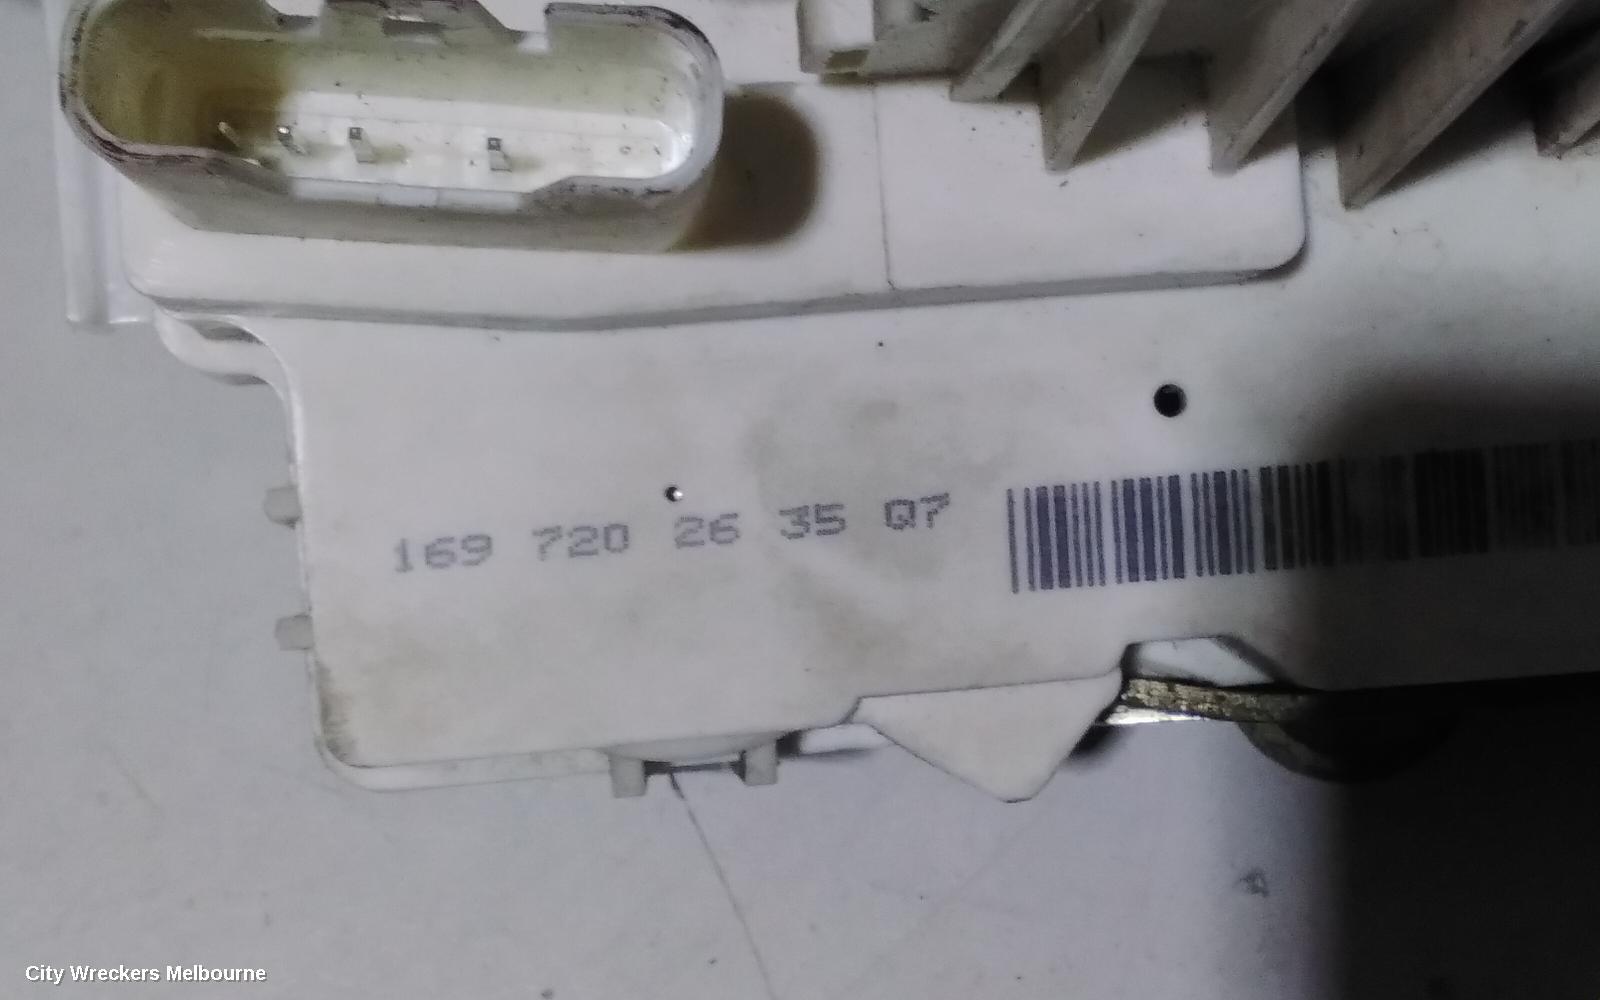 169 720 26 35 Q7
City Wreckers Melbourne